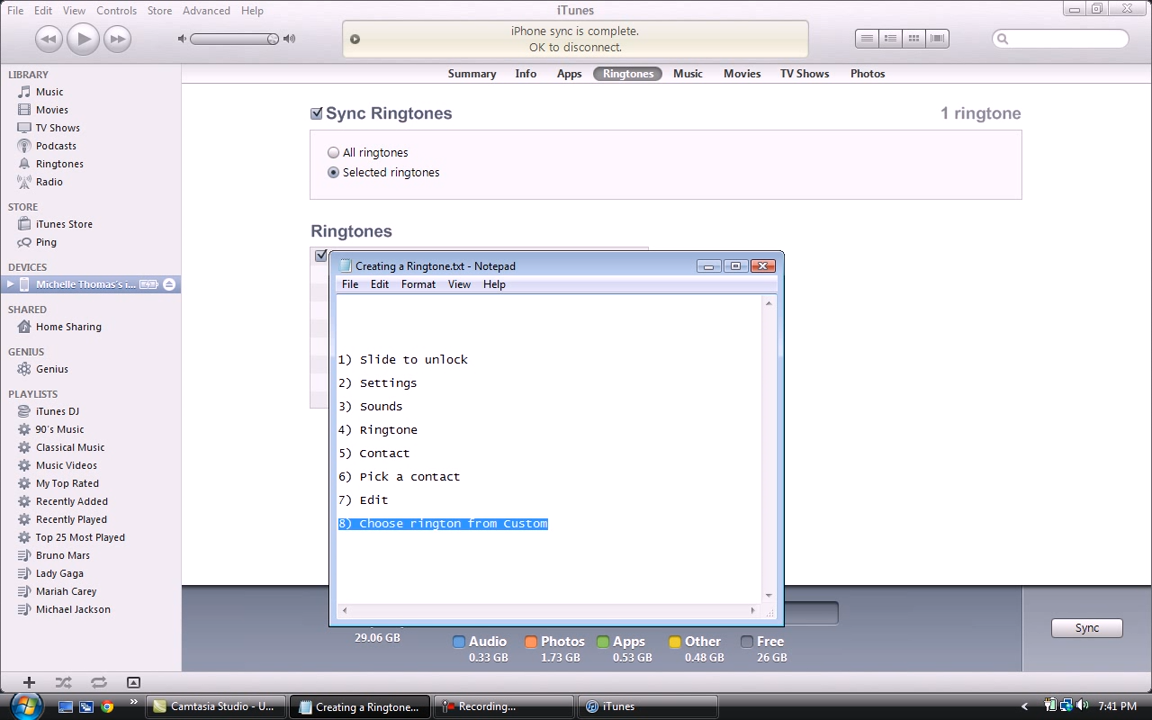 File Edit View Controls Store Advanced Help
iTunes
iPhone sync is complete.
OK to disconnect.
LIBRARY
Music
Movies
TV Shows
Podcasts
Ringtones
Radio
STORE
iTunes Store
Ping
DEVICES
Michelle Thomas's i...
SHARED
Home Sharing
GENIUS
Genius
PLAYLISTS
iTunes DJ
90's Music
Classical Music
Music Videos
My Top Rated
Recently Added
Recently Played
Top 25 Most Played
Bruno Mars
Lady Gaga
Mariah Carey
Michael Jackson
Summary Info Apps Ringtones Music Movies TV Shows Photos
Sync Ringtones 1 ringtone
All ringtones
Selected ringtones
Ringtones
Creating a Ringtone.txt - Notepad
File Edit Format View Help
1) Slide to unlock
2) Settings
3) Sounds
4) Ringtone
5) Contact
6) Pick a contact
7) Edit
8) Choose rington from Custom
29.06 GB
Audio Photos Apps Other Free
0.33 GB 1.73 GB 0.53 GB 0.48 GB 26 GB
Sync
Camtasia Studio - U... Creating a Ringtone... Recording... iTunes 7:41 PM